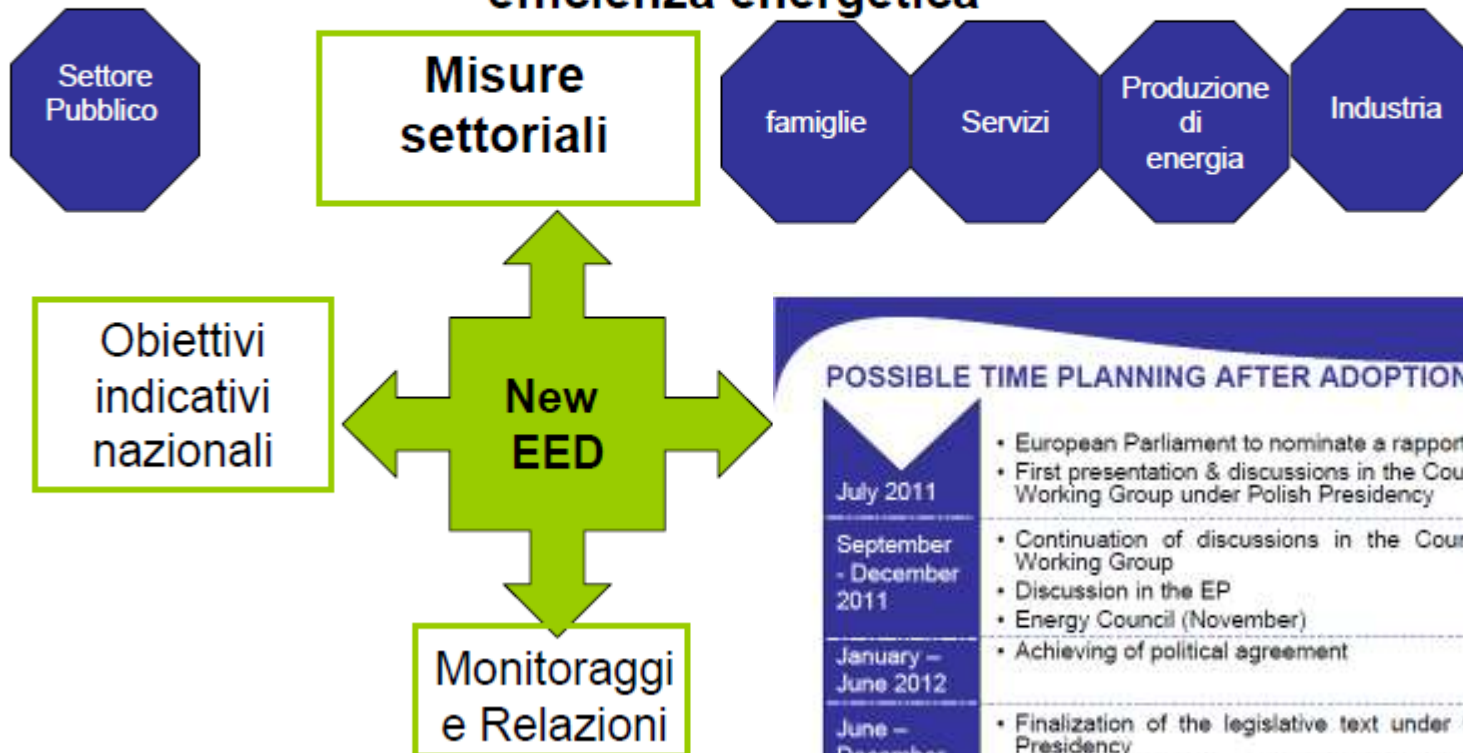 efficienza energetica
Settore
Pubblico
Misure
settoriali
famiglie
Servizi
Produzione
di
energia
Industria
Obiettivi
indicativi
nazionali
New
EED
Monitoraggi
e Relazioni
POSSIBLE TIME PLANNING AFTER ADOPTION
July 2011
• European Parliament to nominate a
• First presentation & discussions in the
Working Group under Polish Presidency
September
- December
2011
• Continuation of discussions in the
Working Group
• Discussion in the EP
• Energy Council (November)
January –
June 2012
• Achieving of political agreement
June –
December
• Finalization of the legislative text under
Presidency